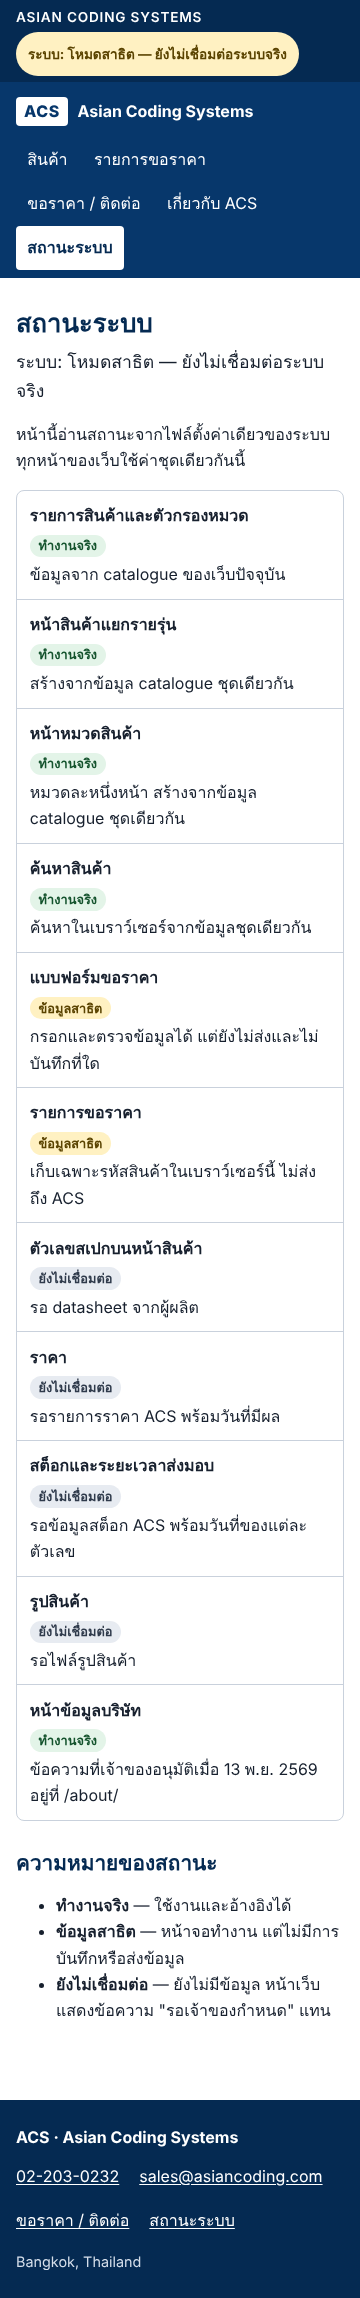 ASIAN CODING SYSTEMS
ระบบ: โหมดสาธิต — ยังไม่เชื่อมต่อระบบจริง
ACS Asian Coding Systems
สินค้า รายการขอราคา
ขอราคา / ติดต่อ เกี่ยวกับ ACS
สถานะระบบ
สถานะระบบ
ระบบ: โหมดสาธิต — ยังไม่เชื่อมต่อระบบ
จริง
หน้านี้อ่านสถานะจากไฟล์ตั้งค่าเดียวของระบบ
ทุกหน้าของเว็บใช้ค่าชุดเดียวกันนี้
รายการสินค้าและตัวกรองหมวด
ทำงานจริง
ข้อมูลจาก catalogue ของเว็บปัจจุบัน
หน้าสินค้าแยกรายรุ่น
ทำงานจริง
สร้างจากข้อมูล catalogue ชุดเดียวกัน
หน้าหมวดสินค้า
ทำงานจริง
หมวดละหนึ่งหน้า สร้างจากข้อมูล
catalogue ชุดเดียวกัน
ค้นหาสินค้า
ทำงานจริง
ค้นหาในเบราว์เซอร์จากข้อมูลชุดเดียวกัน
แบบฟอร์มขอราคา
ข้อมูลสาธิต
กรอกและตรวจข้อมูลได้ แต่ยังไม่ส่งและไม่
บันทึกที่ใด
รายการขอราคา
ข้อมูลสาธิต
เก็บเฉพาะรหัสสินค้าในเบราว์เซอร์นี้ ไม่ส่ง
ถึง ACS
ตัวเลขสเปกบนหน้าสินค้า
ยังไม่เชื่อมต่อ
รอ datasheet จากผู้ผลิต
ราคา
ยังไม่เชื่อมต่อ
รอรายการราคา ACS พร้อมวันที่มีผล
สต็อกและระยะเวลาส่งมอบ
ยังไม่เชื่อมต่อ
รอข้อมูลสต็อก ACS พร้อมวันที่ของแต่ละ
ตัวเลข
รูปสินค้า
ยังไม่เชื่อมต่อ
รอไฟล์รูปสินค้า
หน้าข้อมูลบริษัท
ทำงานจริง
ข้อความที่เจ้าของอนุมัติเมื่อ 13 พ.ย. 2569
อยู่ที่ /about/
ความหมายของสถานะ
• ทำงานจริง — ใช้งานและอ้างอิงได้
• ข้อมูลสาธิต — หน้าจอทำงาน แต่ไม่มีการ
บันทึกหรือส่งข้อมูล
• ยังไม่เชื่อมต่อ — ยังไม่มีข้อมูล หน้าเว็บ
แสดงข้อความ "รอเจ้าของกำหนด" แทน
ACS · Asian Coding Systems
02-203-0232 sales@asiancoding.com
ขอราคา / ติดต่อ สถานะระบบ
Bangkok, Thailand